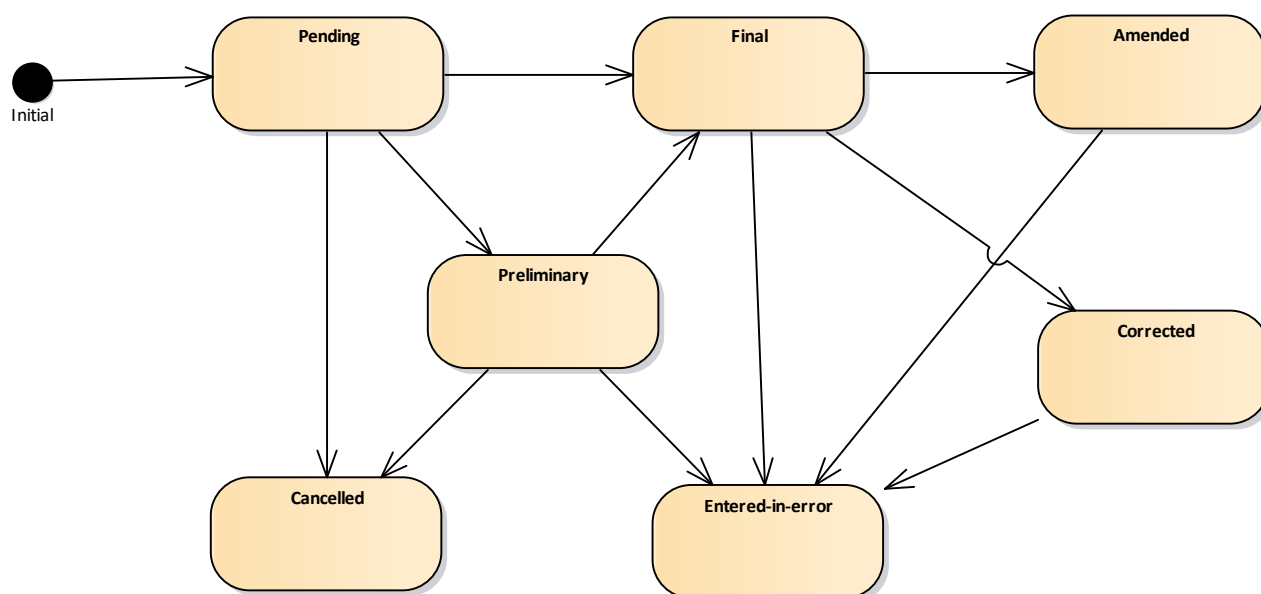 Pending
Final
Amended
Initial
Preliminary
Corrected
Cancelled
Entered-in-error